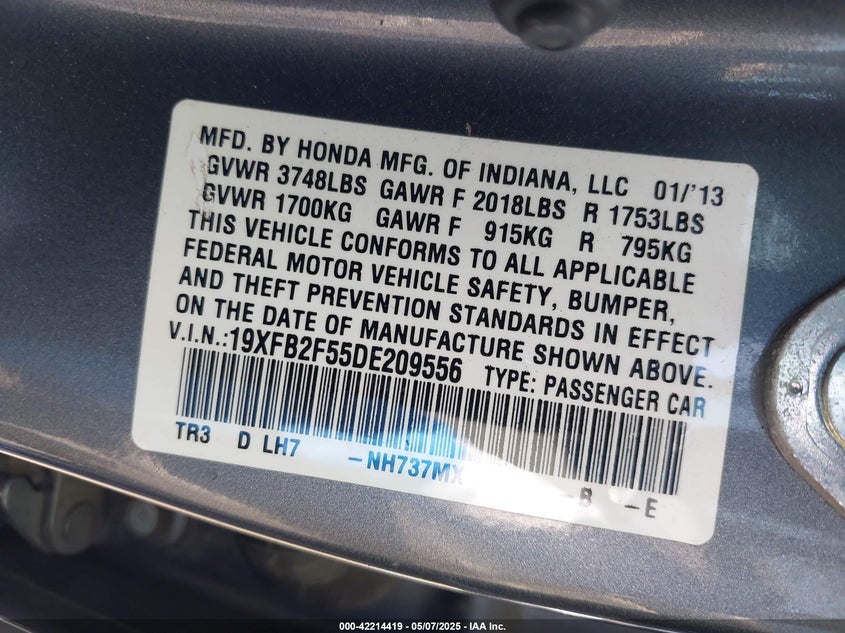 MFD. BY HONDA MFG. OF INDIANA, LLC 01/'13
GVWR 3748LBS GAWR F 2018LBS R 1753LBS
GVWR 1700KG GAWR F 915KG R 795KG
THIS VEHICLE CONFORMS TO ALL APPLICABLE
FEDERAL MOTOR VEHICLE SAFETY, BUMPER,
AND THEFT PREVENTION STANDARDS IN EFFECT
ON THE DATE OF MANUFACTURE SHOWN ABOVE.
V.I.N.:19XFB2F55DE209556 TYPE: PASSENGER CAR
TR3 D LH7 -NH737MX -B -E
000-42214419 - 05/07/2025 - IAA Inc.